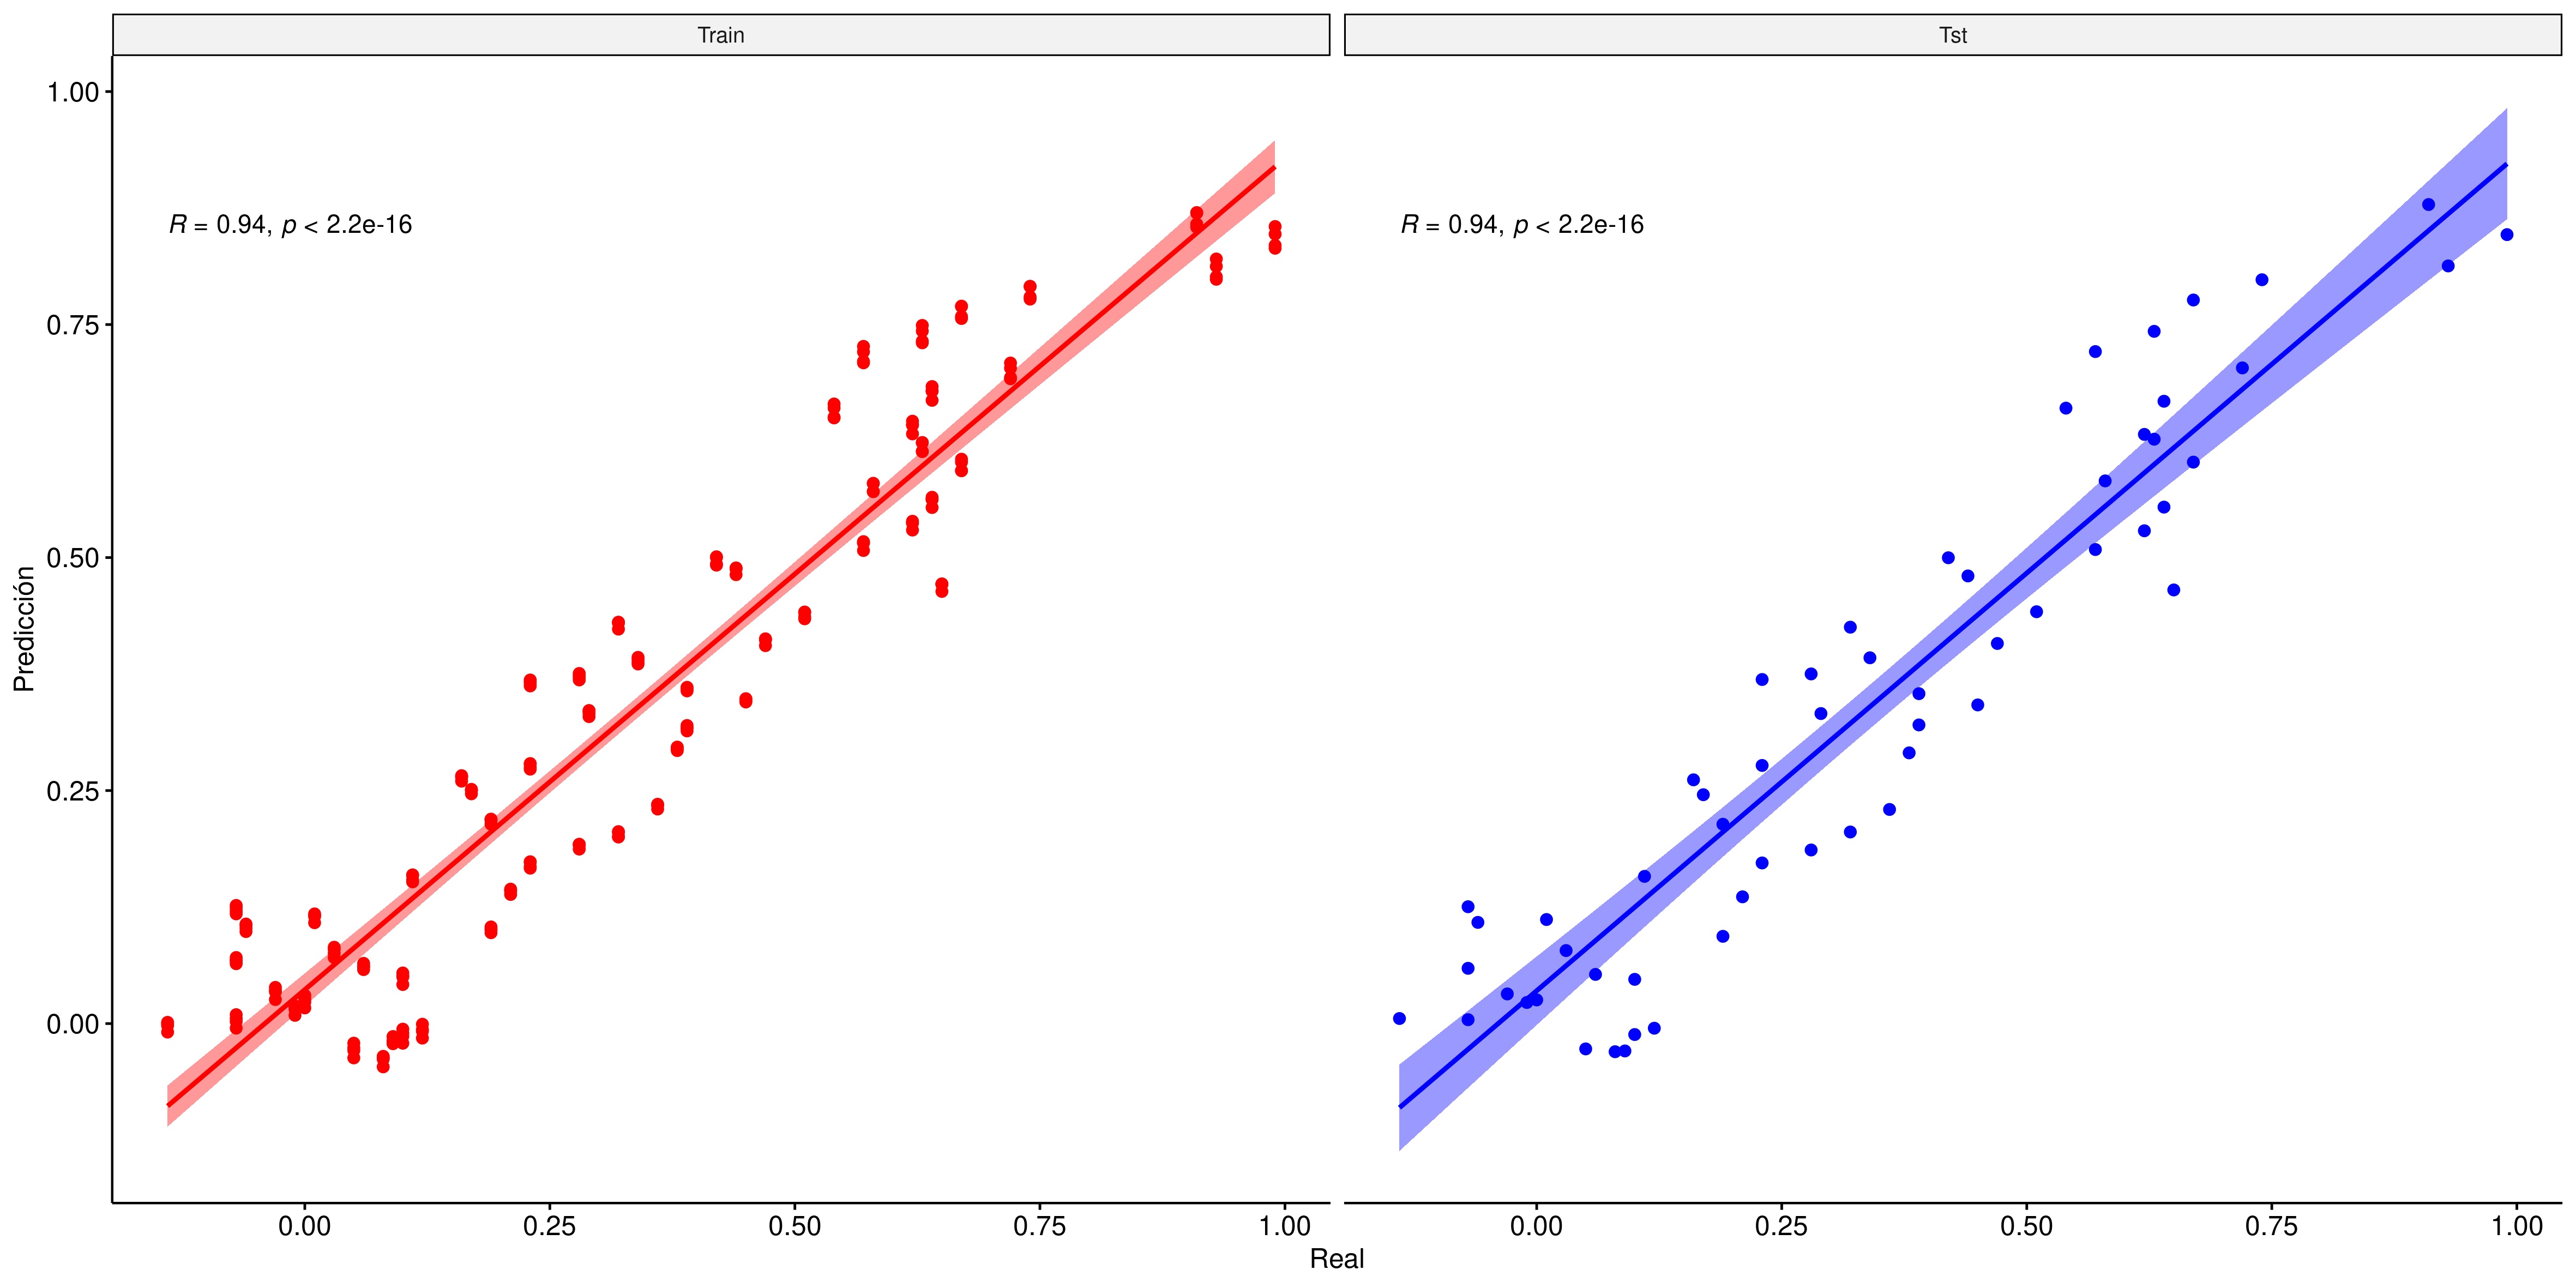 Train
Tst
1.00
0.75
0.50
0.25
0.00
Predicción
R = 0.94, p < 2.2e-16
R = 0.94, p < 2.2e-16
0.00 0.25 0.50 0.75 1.00
0.00 0.25 0.50 0.75 1.00
Real